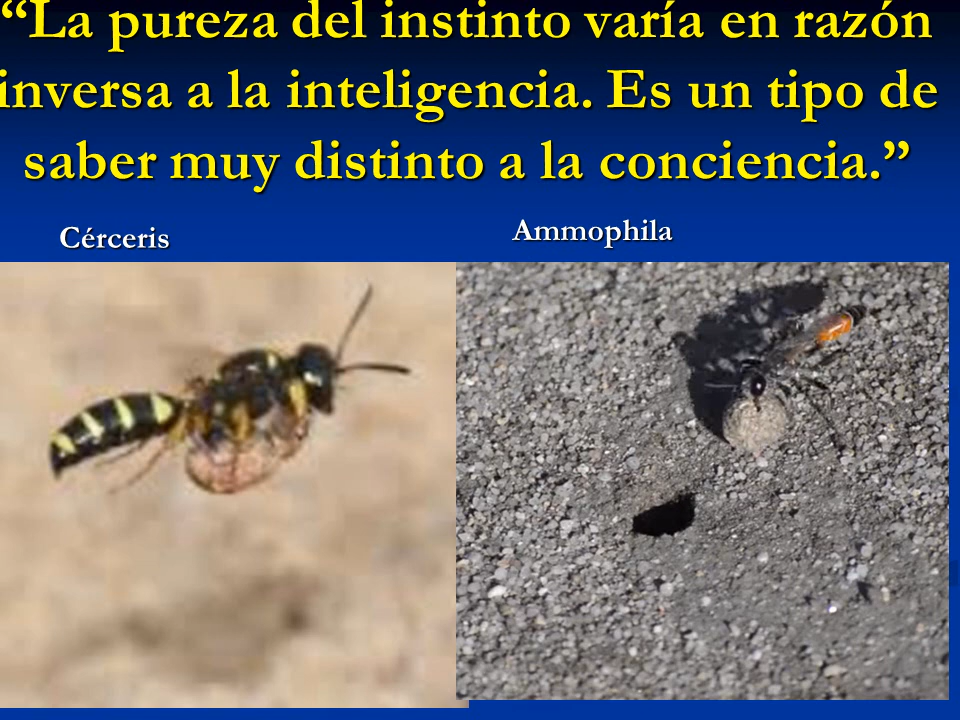 “La pureza del instinto varía en razón
inversa a la inteligencia. Es un tipo de
saber muy distinto a la conciencia.”
Cérceris
Ammophila